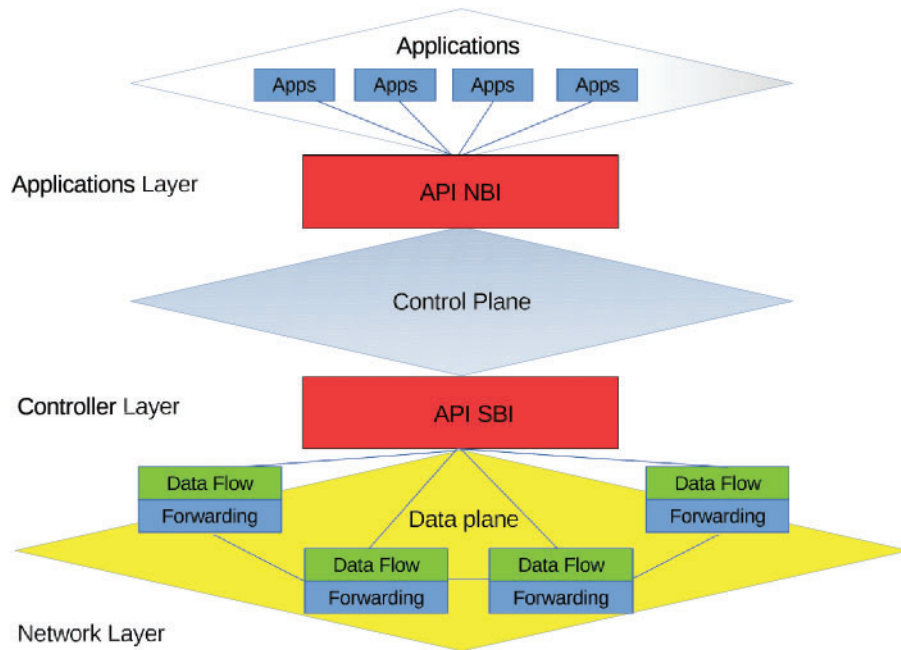 Applications
Apps Apps Apps Apps
Applications Layer
API NBI
Control Plane
Controller Layer
API SBI
Data Flow
Forwarding
Data Flow
Forwarding
Data plane
Data Flow
Forwarding
Data Flow
Forwarding
Network Layer